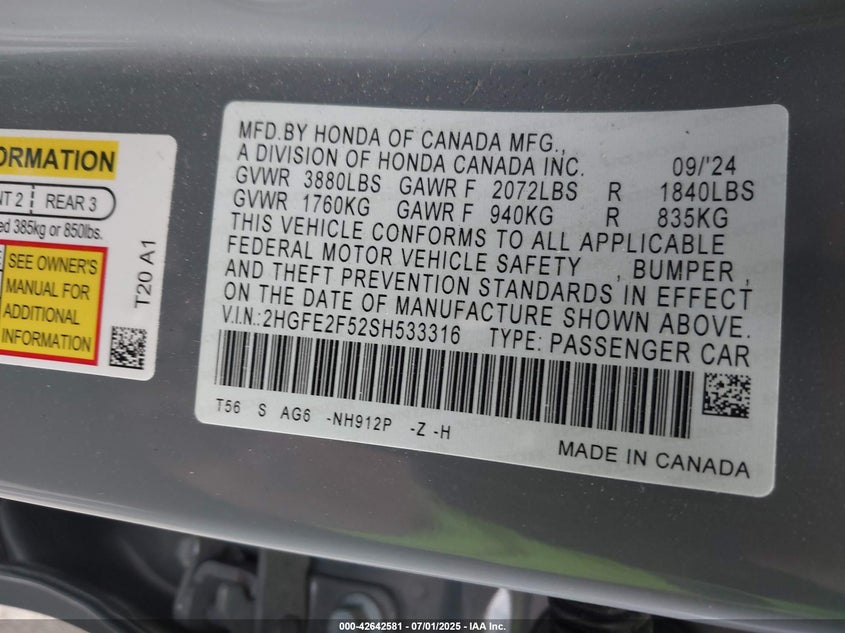 ORMATION
NT 2 REAR 3
ed 385kg or 850lbs.
SEE OWNER'S
MANUAL FOR
ADDITIONAL
INFORMATION
T20 A1
MFD.BY HONDA OF CANADA MFG.,
A DIVISION OF HONDA CANADA INC. 09/'24
GVWR 3880LBS GAWR F 2072LBS R 1840LBS
GVWR 1760KG GAWR F 940KG R 835KG
THIS VEHICLE CONFORMS TO ALL APPLICABLE
FEDERAL MOTOR VEHICLE SAFETY , BUMPER ,
AND THEFT PREVENTION STANDARDS IN EFFECT
ON THE DATE OF MANUFACTURE SHOWN ABOVE.
V.I.N.: 2HGFE2F52SH533316 TYPE: PASSENGER CAR
T56 S AG6 -NH912P -Z -H
MADE IN CANADA
000-42642581 - 07/01/2025 - IAA Inc.